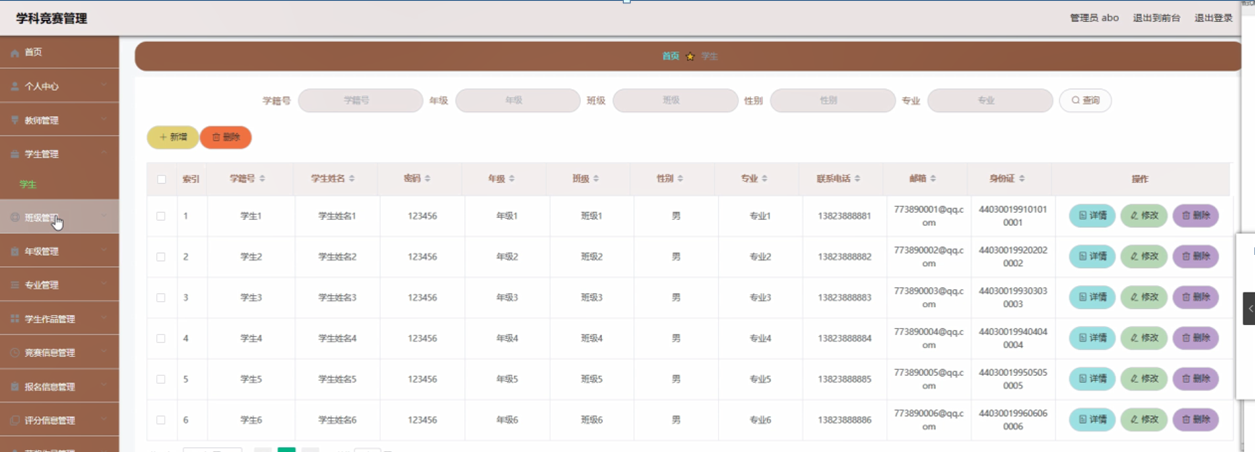 学科竞赛管理
管理员 abo 退出到前台 退出登录
首页
个人中心
教师管理
学生管理
学生
班级管理
年级管理
专业管理
学生作品管理
竞赛信息管理
报名信息管理
评分信息管理
首页 学生
学籍号 学籍号 年级 年级 班级 班级 性别 性别 专业 专业 查询
新增 删除
索引 学籍号 学生姓名 密码 年级 班级 性别 专业 联系电话 邮箱 身份证 操作
1 学生1 学生姓名1 123456 年级1 班级1 男 专业1 13823888881 773890001@qq.com 440300199101010001 详情 修改 删除
2 学生2 学生姓名2 123456 年级2 班级2 男 专业2 13823888882 773890002@qq.com 440300199202020002 详情 修改 删除
3 学生3 学生姓名3 123456 年级3 班级3 男 专业3 13823888883 773890003@qq.com 440300199303030003 详情 修改 删除
4 学生4 学生姓名4 123456 年级4 班级4 男 专业4 13823888884 773890004@qq.com 440300199404040004 详情 修改 删除
5 学生5 学生姓名5 123456 年级5 班级5 男 专业5 13823888885 773890005@qq.com 440300199505050005 详情 修改 删除
6 学生6 学生姓名6 123456 年级6 班级6 男 专业6 13823888886 773890006@qq.com 440300199606060006 详情 修改 删除